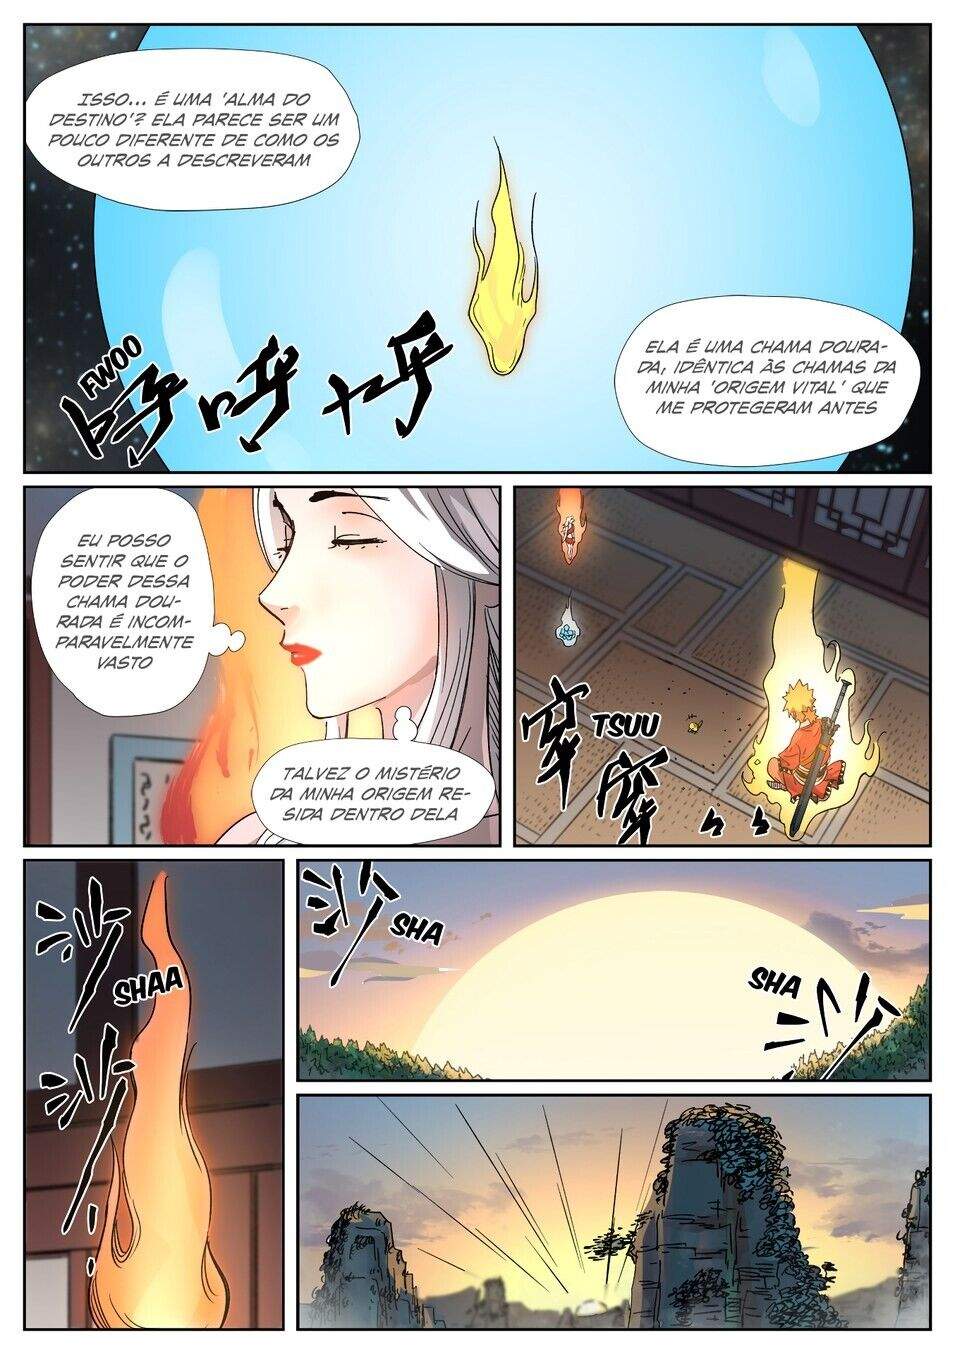 ISSO... É UMA 'ALMA DO
DESTINO'? ELA PARECE SER UM
POUCO DIFERENTE DE COMO OS
OUTROS A DESCREVERAM
ELA É UMA CHAMA DOURA-
DA, IDÊNTICA ÀS CHAMAS DA
MINHA 'ORIGEM VITAL' QUE
ME PROTEGERAM ANTES
FWOO
呼呼
EU POSSO
SENTIR QUE O
PODER DESSA
CHAMA DOU-
RADA É INCOM-
PARAVELMENTE
VASTO
TALVEZ O MISTÉRIO
DA MINHA ORIGEM RE-
SIDA DENTRO DELA
TSUU
SHAA
SHA
SHA
沙